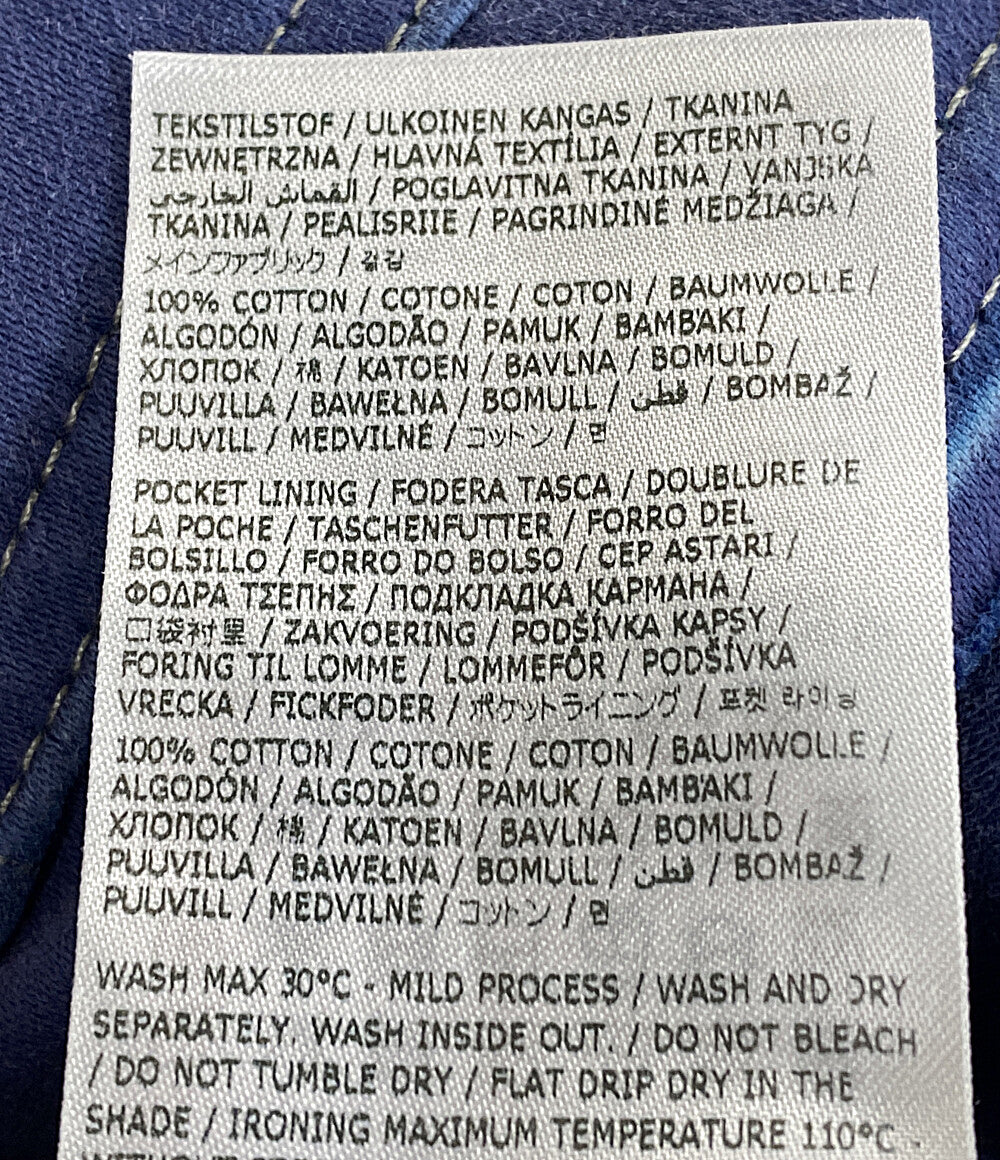 TEKSTILSTOF / ULKOINEN KANGAS / TKANINA
ZEWNĘTRZNA / HLAVNÁ TEXTÍLIA / EXTERNT TYG /
القماش الخارجي / POGLAVITNA TKANINA / VANJSKA
TKANINA / PEALISRIIE / PAGRINDINĖ MEDŽIAGA /
メインファブリック / 겉감
100% COTTON / COTONE / COTON / BAUMWOLLE /
ALGODÓN / ALGODÃO / PAMUK / BAMBAKI /
ХЛОПОК / 棉 / KATOEN / BAVLNA / BOMULD /
PUUVILLA / BAWEŁNA / BOMULL / قطن / BOMBAŽ /
PUUVILL / MEDVILNĖ / コットン / 면
POCKET LINING / FODERA TASCA / DOUBLURE DE
LA POCHE / TASCHENFUTTER / FORRO DEL
BOLSILLO / FORRO DO BOLSO / CEP ASTARI /
ΦΟΔΡΑ ΤΣΕΠΗΣ / ПОДКЛАДКА КАРМАНА /
口袋衬里 / ZAKVOERING / PODŠÍVKA KAPSY /
FORING TIL LOMME / LOMMEFÔR / PODŠÍVKA
VRECKA / FICKFODER / ポケットライニング / 포켓 라이닝
100% COTTON / COTONE / COTON / BAUMWOLLE /
ALGODÓN / ALGODÃO / PAMUK / BAMBAKI /
ХЛОПОК / 棉 / KATOEN / BAVLNA / BOMULD /
PUUVILLA / BAWEŁNA / BOMULL / قطن / BOMBAŽ /
PUUVILL / MEDVILNĖ / コットン / 면
WASH MAX 30°C - MILD PROCESS / WASH AND DRY
SEPARATELY. WASH INSIDE OUT. / DO NOT BLEACH
/ DO NOT TUMBLE DRY / FLAT DRIP DRY IN THE
SHADE / IRONING MAXIMUM TEMPERATURE 110°C -